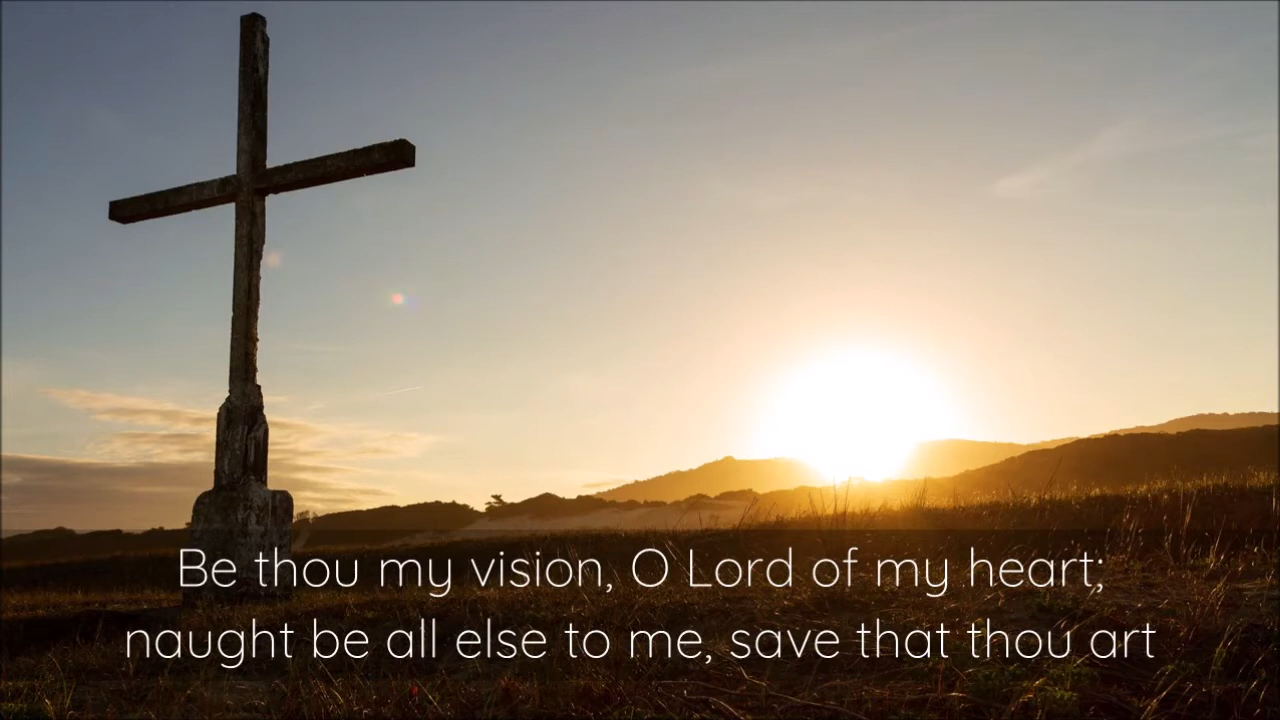 Be thou my vision, O Lord of my heart;
naught be all else to me, save that thou art